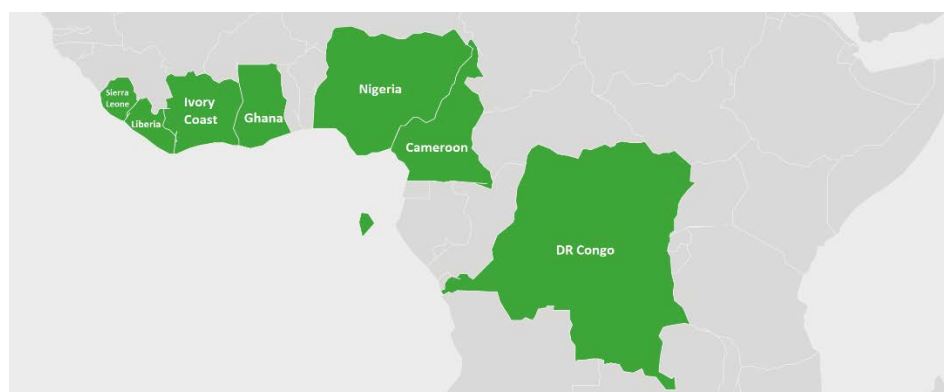 Sierra
Leone
Liberia
Ivory
Coast
Ghana
Nigeria
Cameroon
DR Congo